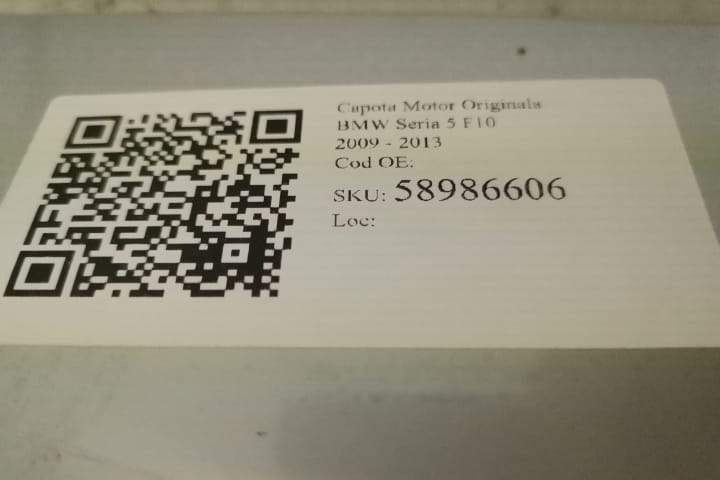 Capota Motor Originala
BMW Seria 5 F10
2009 - 2013
Cod OE:
SKU: 58986606
Loc: